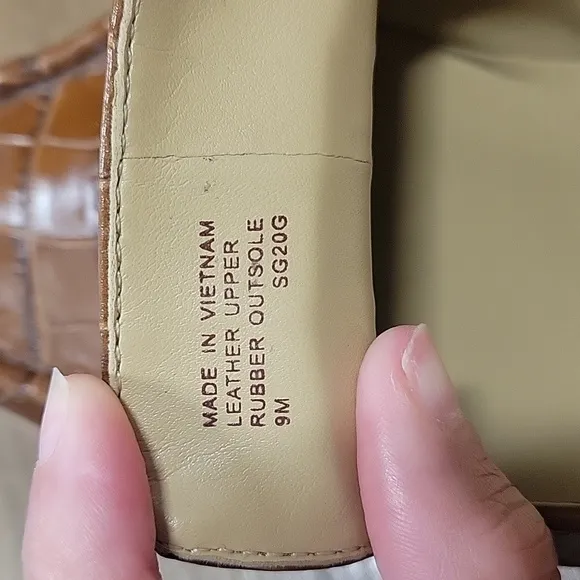 MADE IN VIETNAM
LEATHER UPPER
RUBBER OUTSOLE
9M SG20G